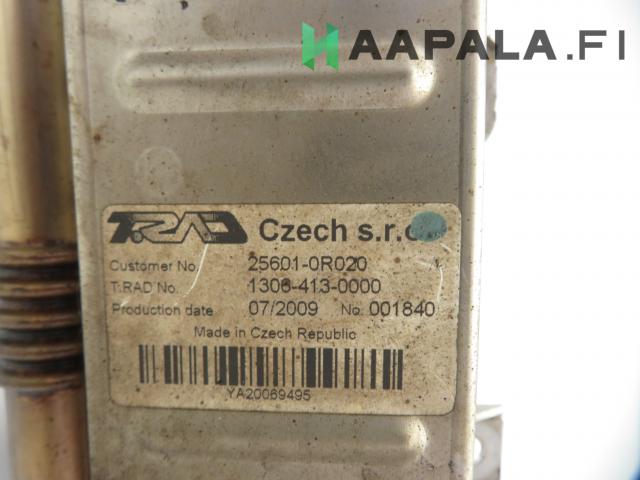 HAAPALA.FI
T.RAD Czech s.r.o.
Customer No. 25601-0R020 1
T.RAD No. 1306-413-0000
Production date 07/2009 No. 001840
Made in Czech Republic
YA20069495